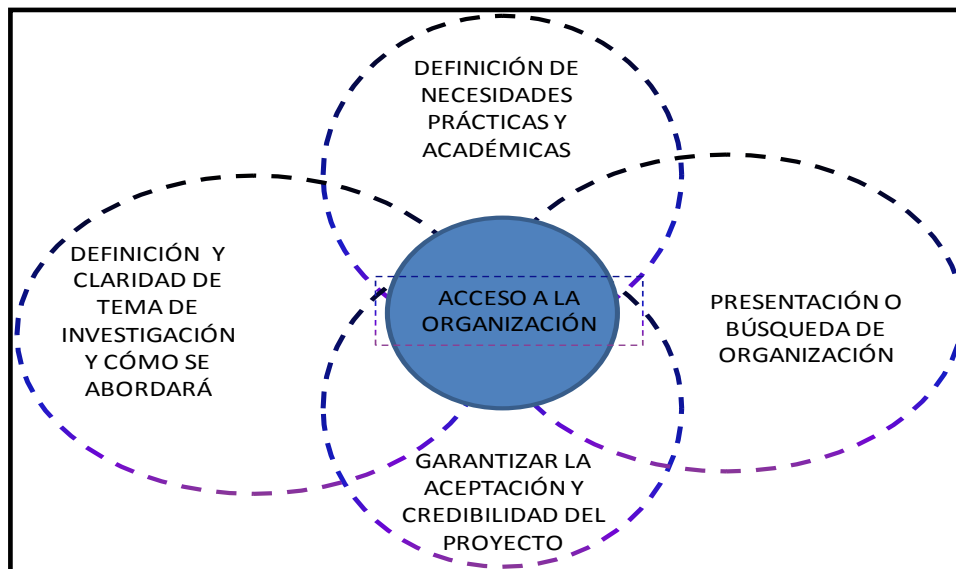 DEFINICIÓN DE
NECESIDADES
PRÁCTICAS Y
ACADÉMICAS
DEFINICIÓN Y
CLARIDAD DE
TEMA DE
INVESTIGACIÓN
Y CÓMO SE
ABORDARÁ
ACCESO A LA
ORGANIZACIÓN
PRESENTACIÓN O
BÚSQUEDA DE
ORGANIZACIÓN
GARANTIZAR LA
ACEPTACIÓN Y
CREDIBILIDAD DEL
PROYECTO